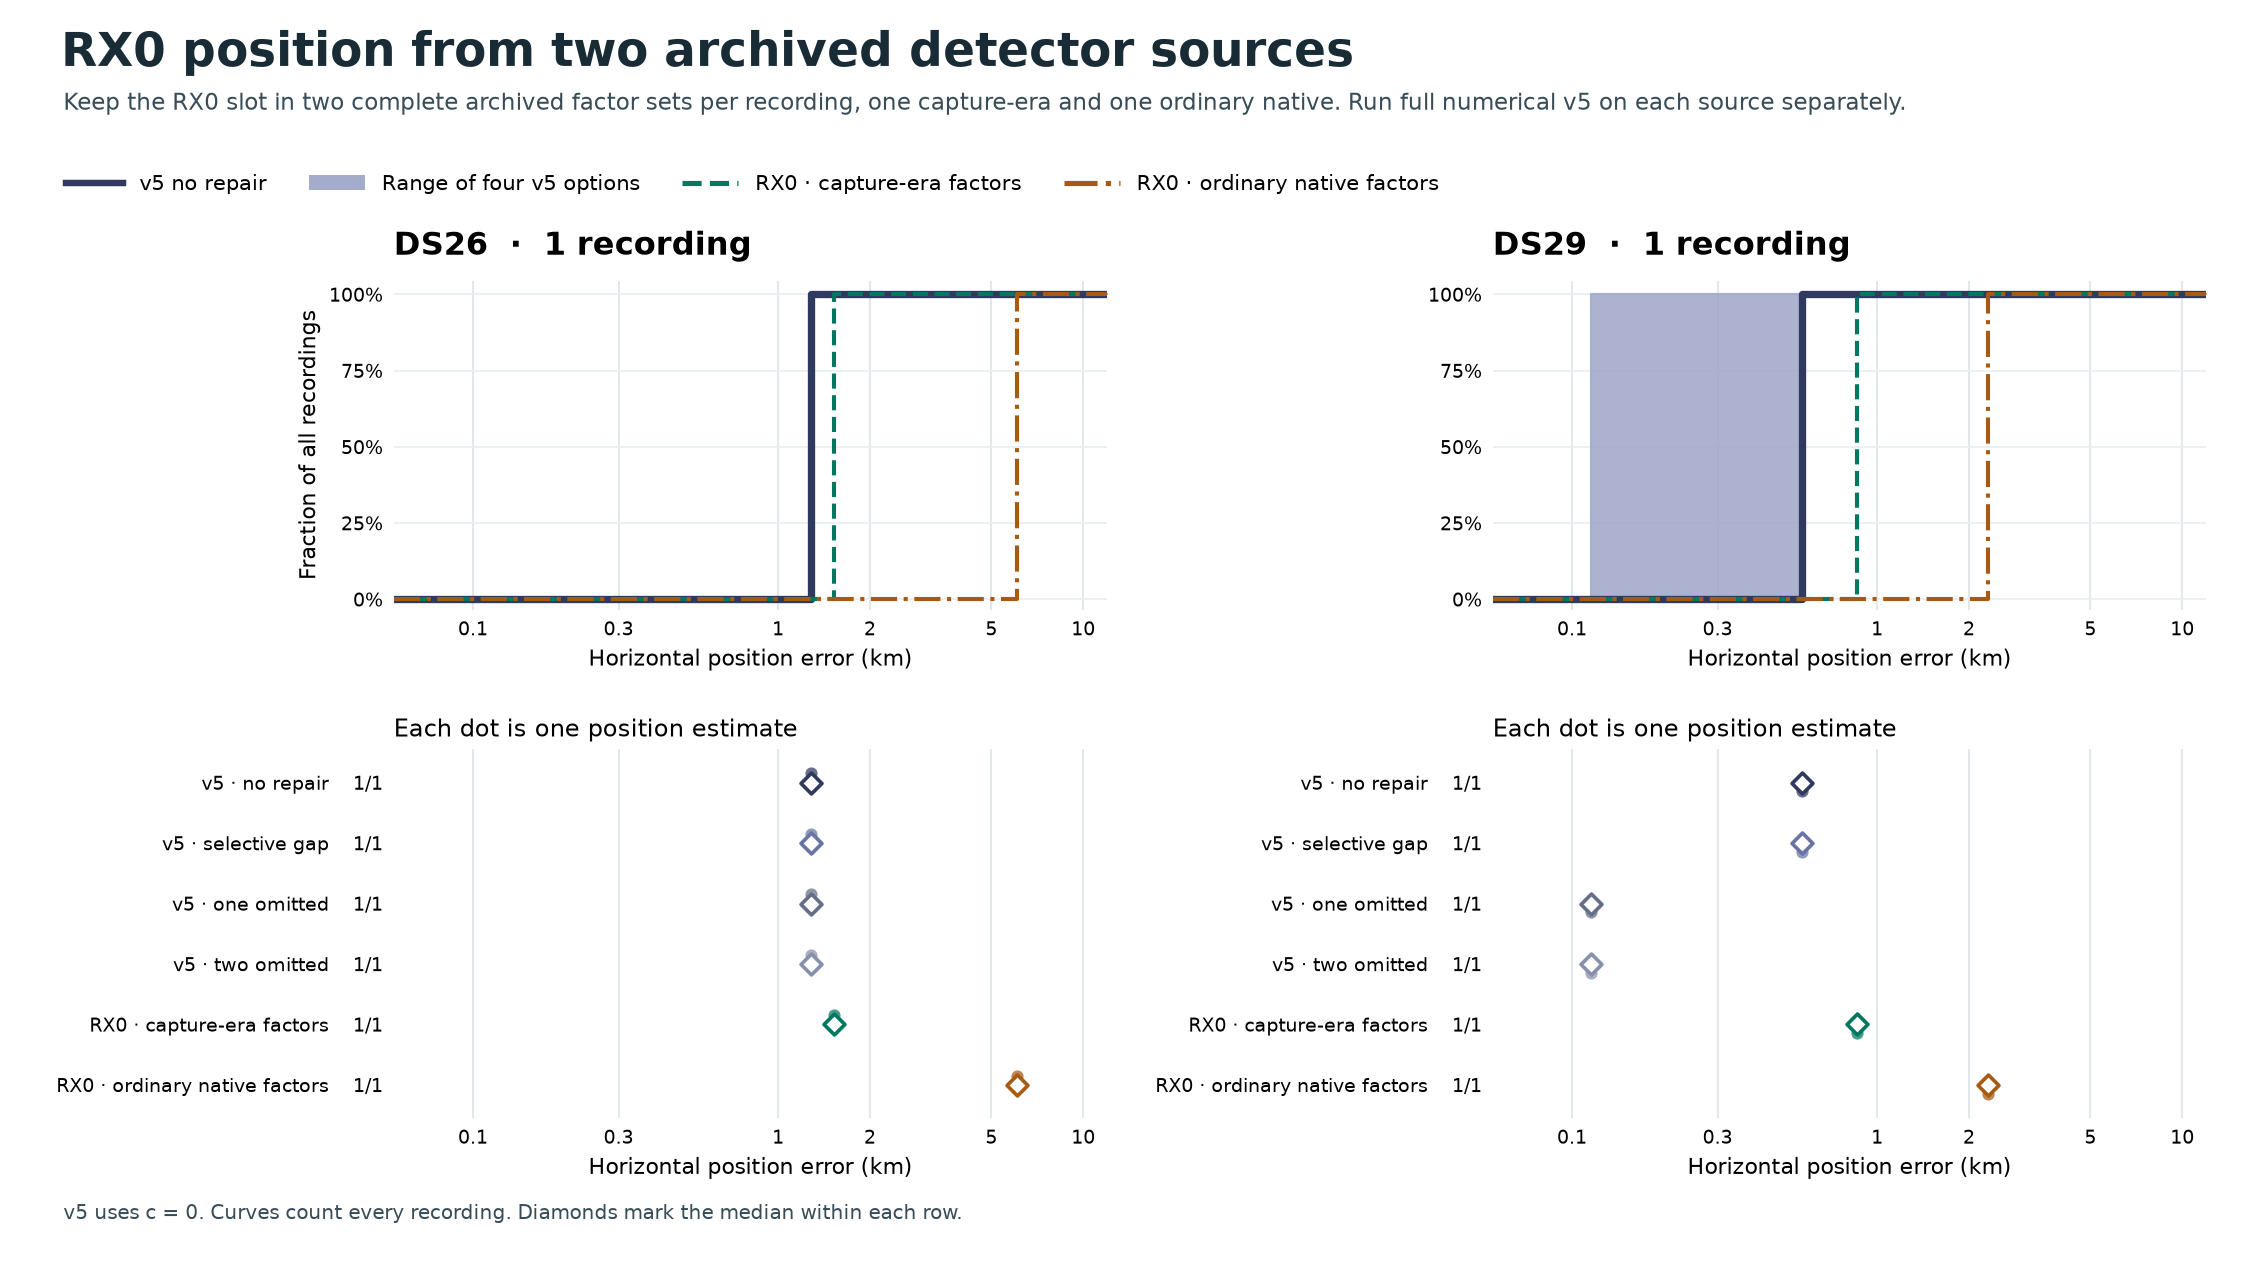 RX0 position from two archived detector sources
Keep the RX0 slot in two complete archived factor sets per recording, one capture-era and one ordinary native. Run full numerical v5 on each source separately.
v5 no repair
Range of four v5 options
RX0 · capture-era factors
RX0 · ordinary native factors
DS26 · 1 recording
Fraction of all recordings
100%
75%
50%
25%
0%
0.1 0.3 1 2 5 10
Horizontal position error (km)
DS29 · 1 recording
100%
75%
50%
25%
0%
0.1 0.3 1 2 5 10
Horizontal position error (km)
Each dot is one position estimate
v5 · no repair 1/1
v5 · selective gap 1/1
v5 · one omitted 1/1
v5 · two omitted 1/1
RX0 · capture-era factors 1/1
RX0 · ordinary native factors 1/1
0.1 0.3 1 2 5 10
Horizontal position error (km)
Each dot is one position estimate
v5 · no repair 1/1
v5 · selective gap 1/1
v5 · one omitted 1/1
v5 · two omitted 1/1
RX0 · capture-era factors 1/1
RX0 · ordinary native factors 1/1
0.1 0.3 1 2 5 10
Horizontal position error (km)
v5 uses c = 0. Curves count every recording. Diamonds mark the median within each row.